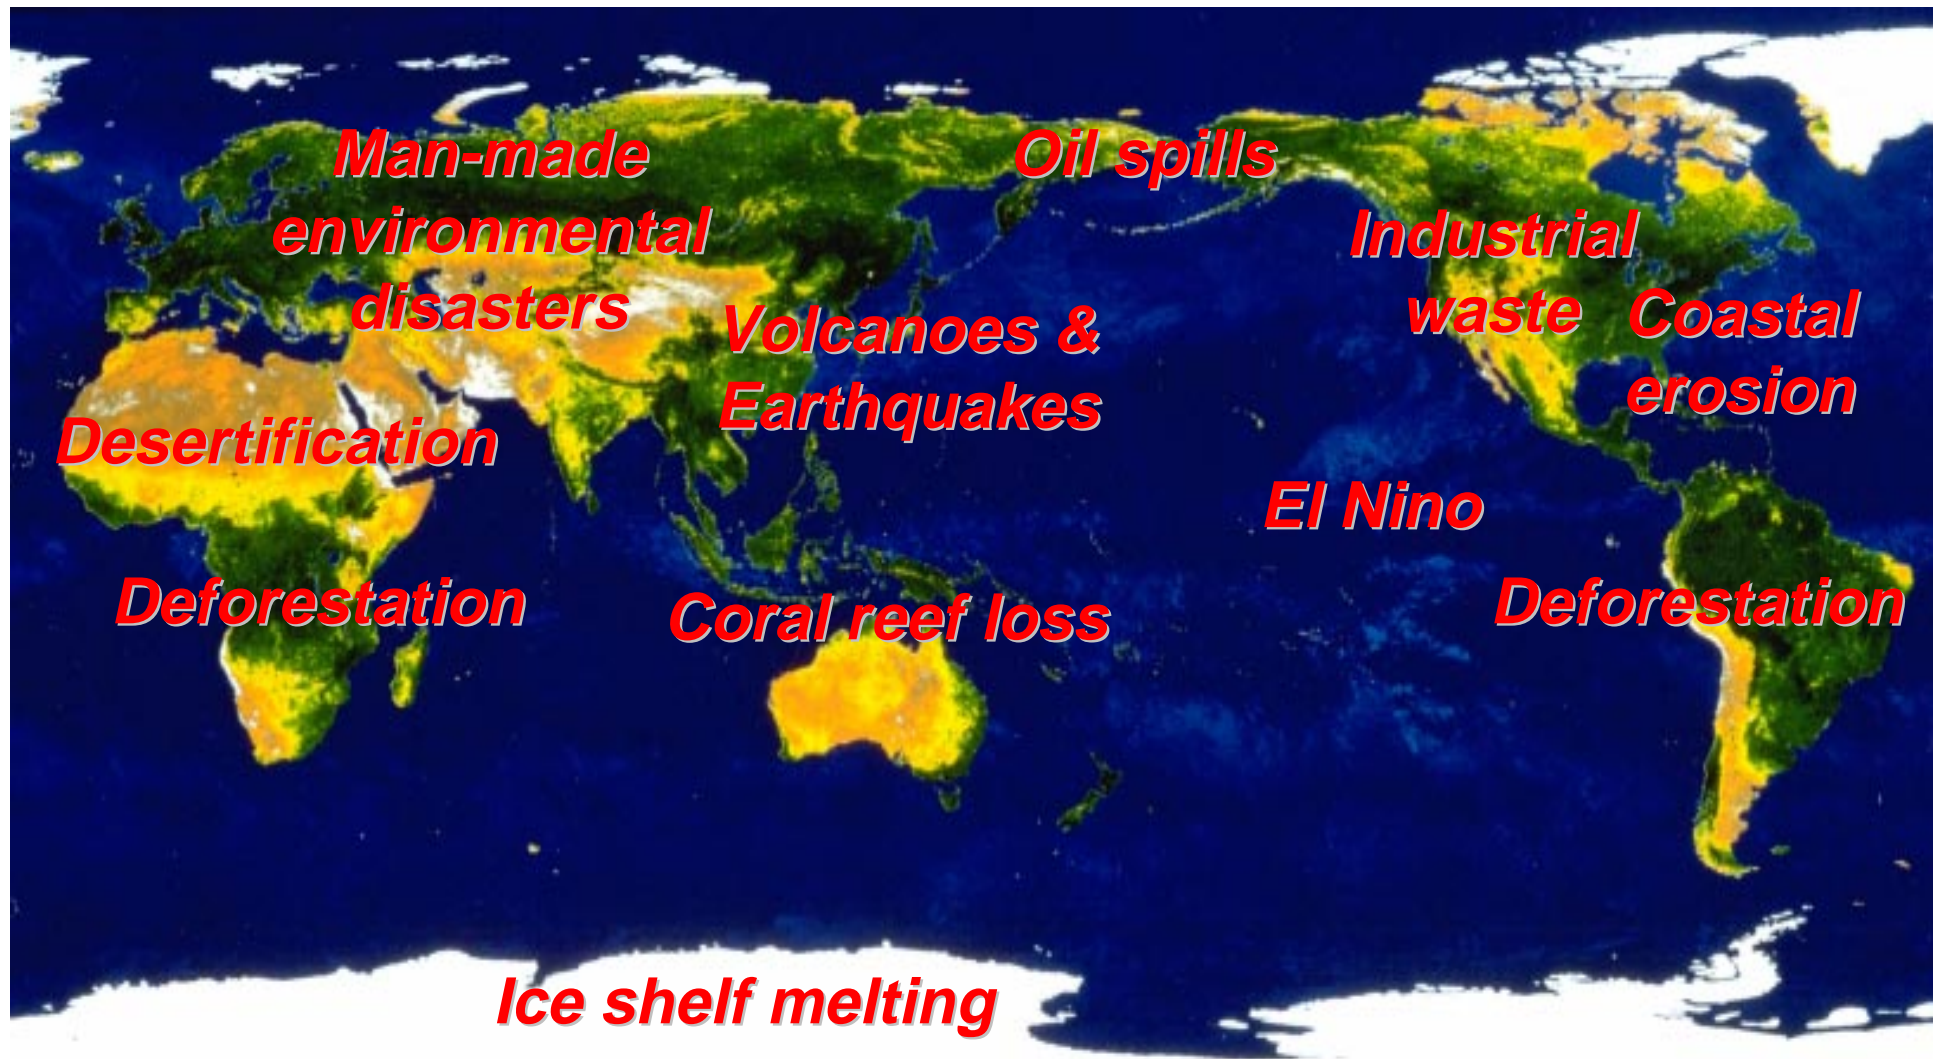 Man-made
environmental
disasters
Oil spills
Industrial
waste
Coastal
erosion
Volcanoes &
Earthquakes
Desertification
El Nino
Deforestation
Coral reef loss
Deforestation
Ice shelf melting